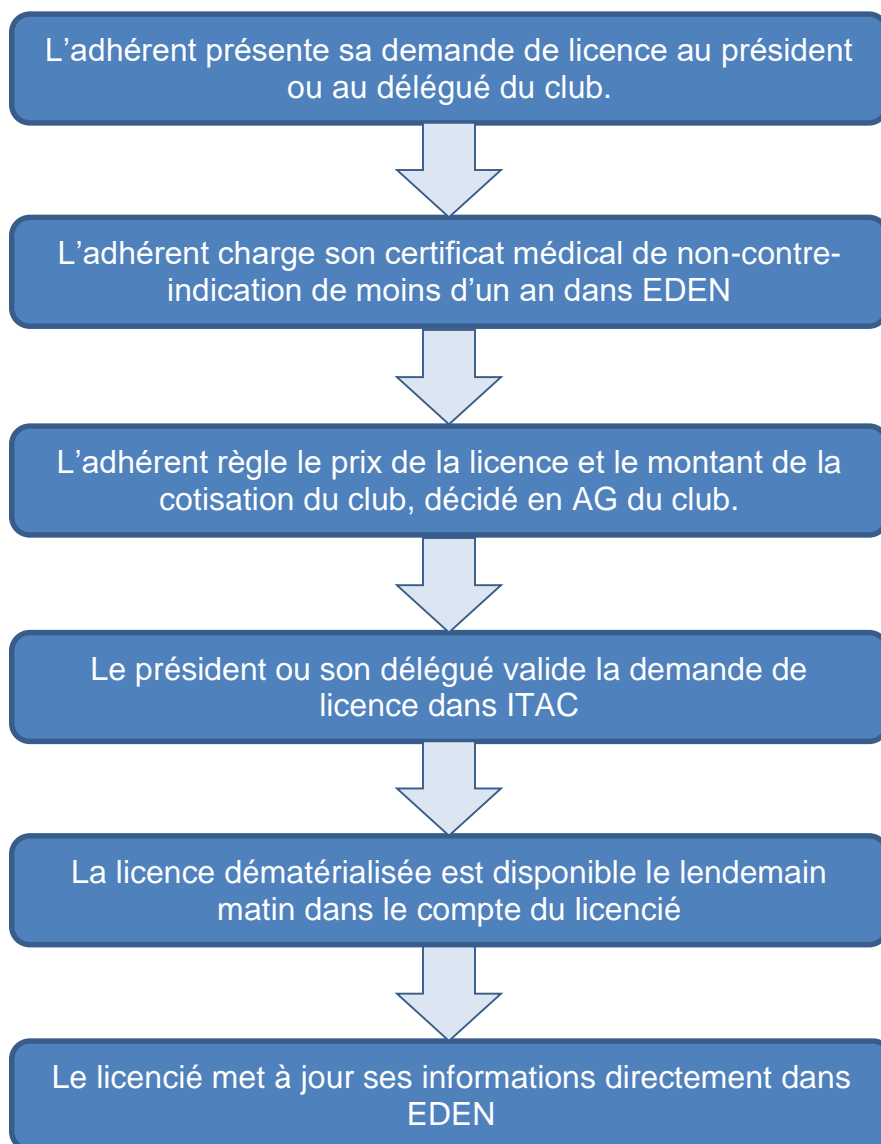 L’adhérent présente sa demande de licence au président
ou au délégué du club.
L’adhérent charge son certificat médical de non-contre-
indication de moins d’un an dans EDEN
L’adhérent règle le prix de la licence et le montant de la
cotisation du club, décidé en AG du club.
Le président ou son délégué valide la demande de
licence dans ITAC
La licence dématérialisée est disponible le lendemain
matin dans le compte du licencié
Le licencié met à jour ses informations directement dans
EDEN